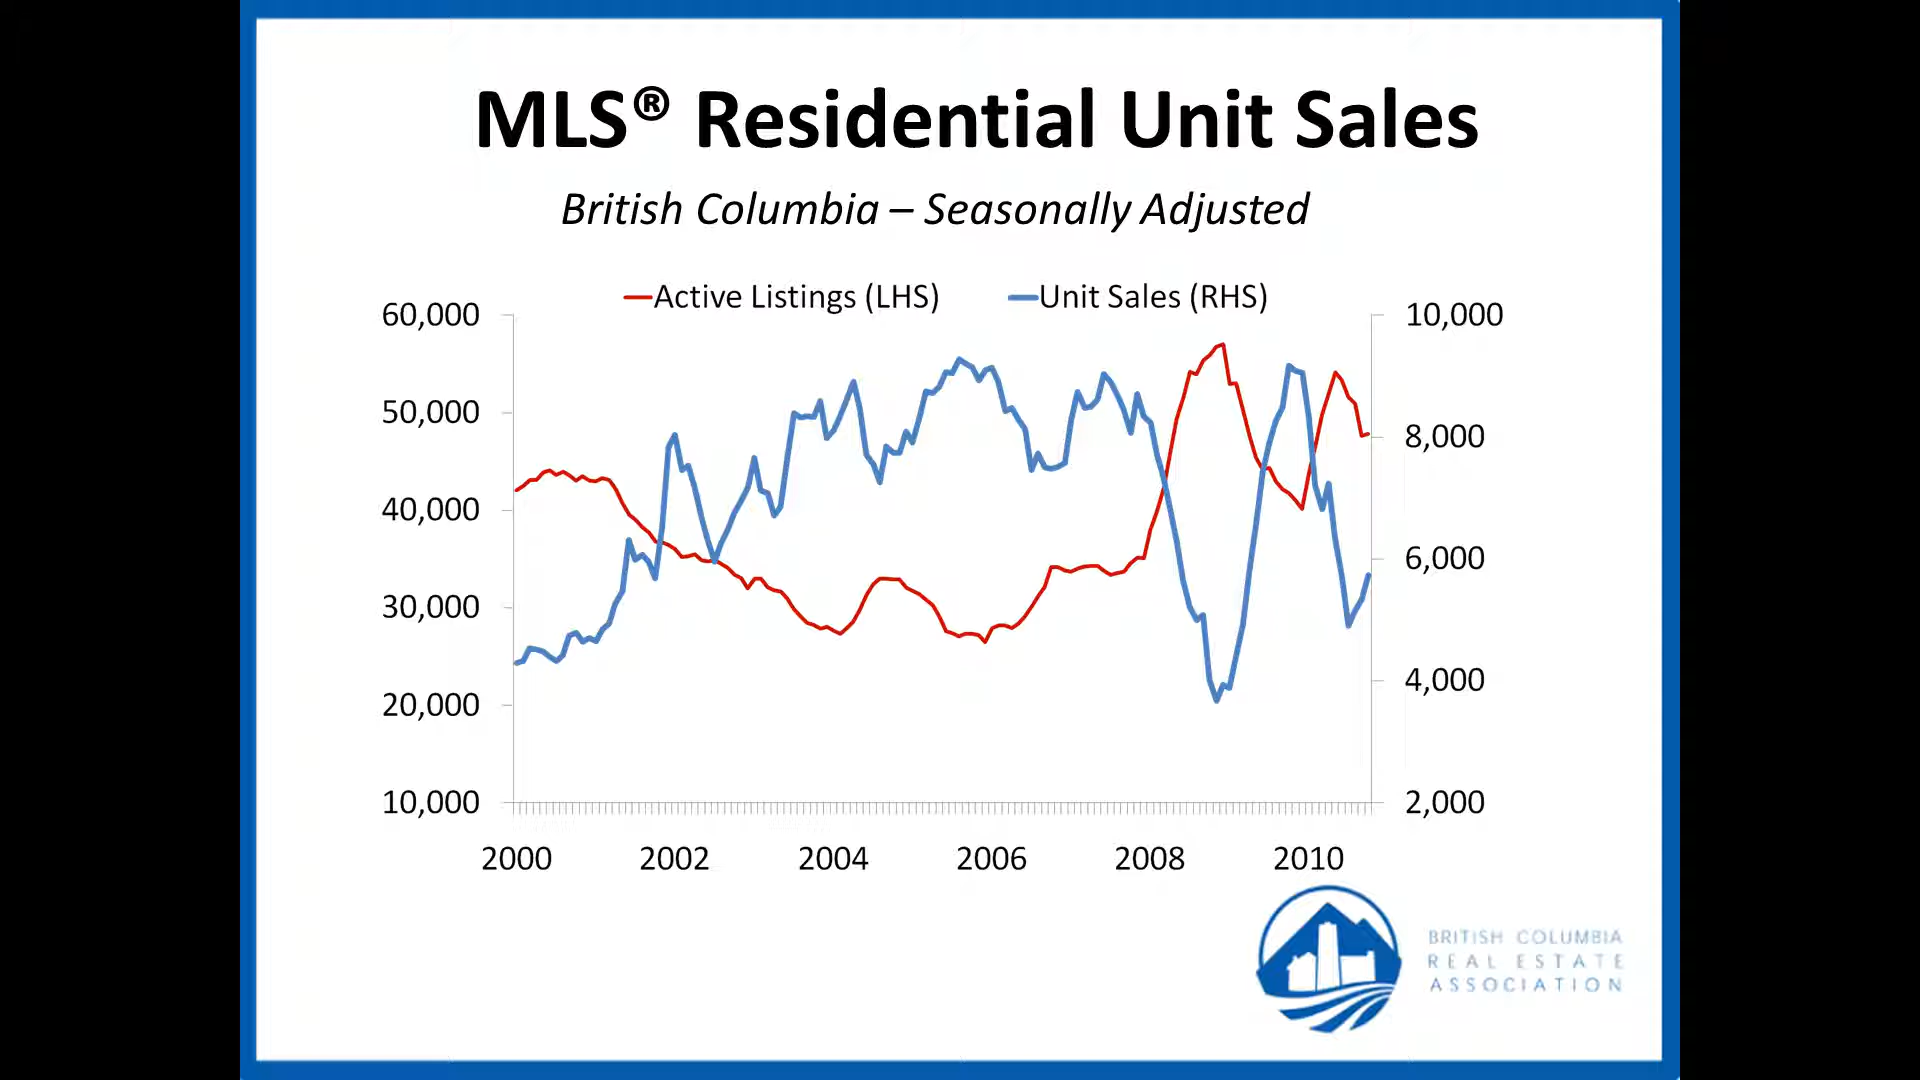 MLS® Residential Unit Sales
British Columbia – Seasonally Adjusted
Active Listings (LHS) Unit Sales (RHS)
60,000 10,000
50,000
8,000
40,000
6,000
30,000
4,000
20,000
10,000 2,000
2000 2002 2004 2006 2008 2010
BRITISH COLUMBIA
REAL ESTATE
ASSOCIATION